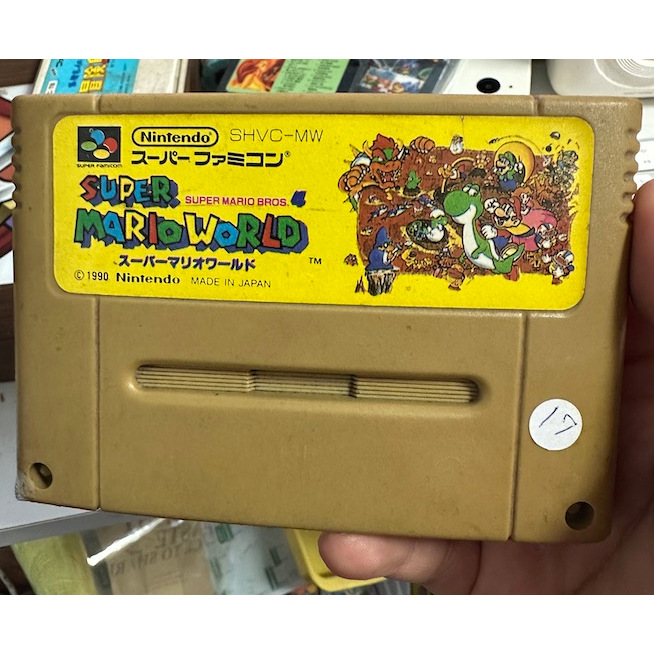 Nintendo® SHVC-MW
SUPER FAMICOM
スーパーファミコン®
SUPER MARIO BROS. 4
SUPER
MARIO WORLD
スーパーマリオワールド ™
© 1990 Nintendo MADE IN JAPAN
17